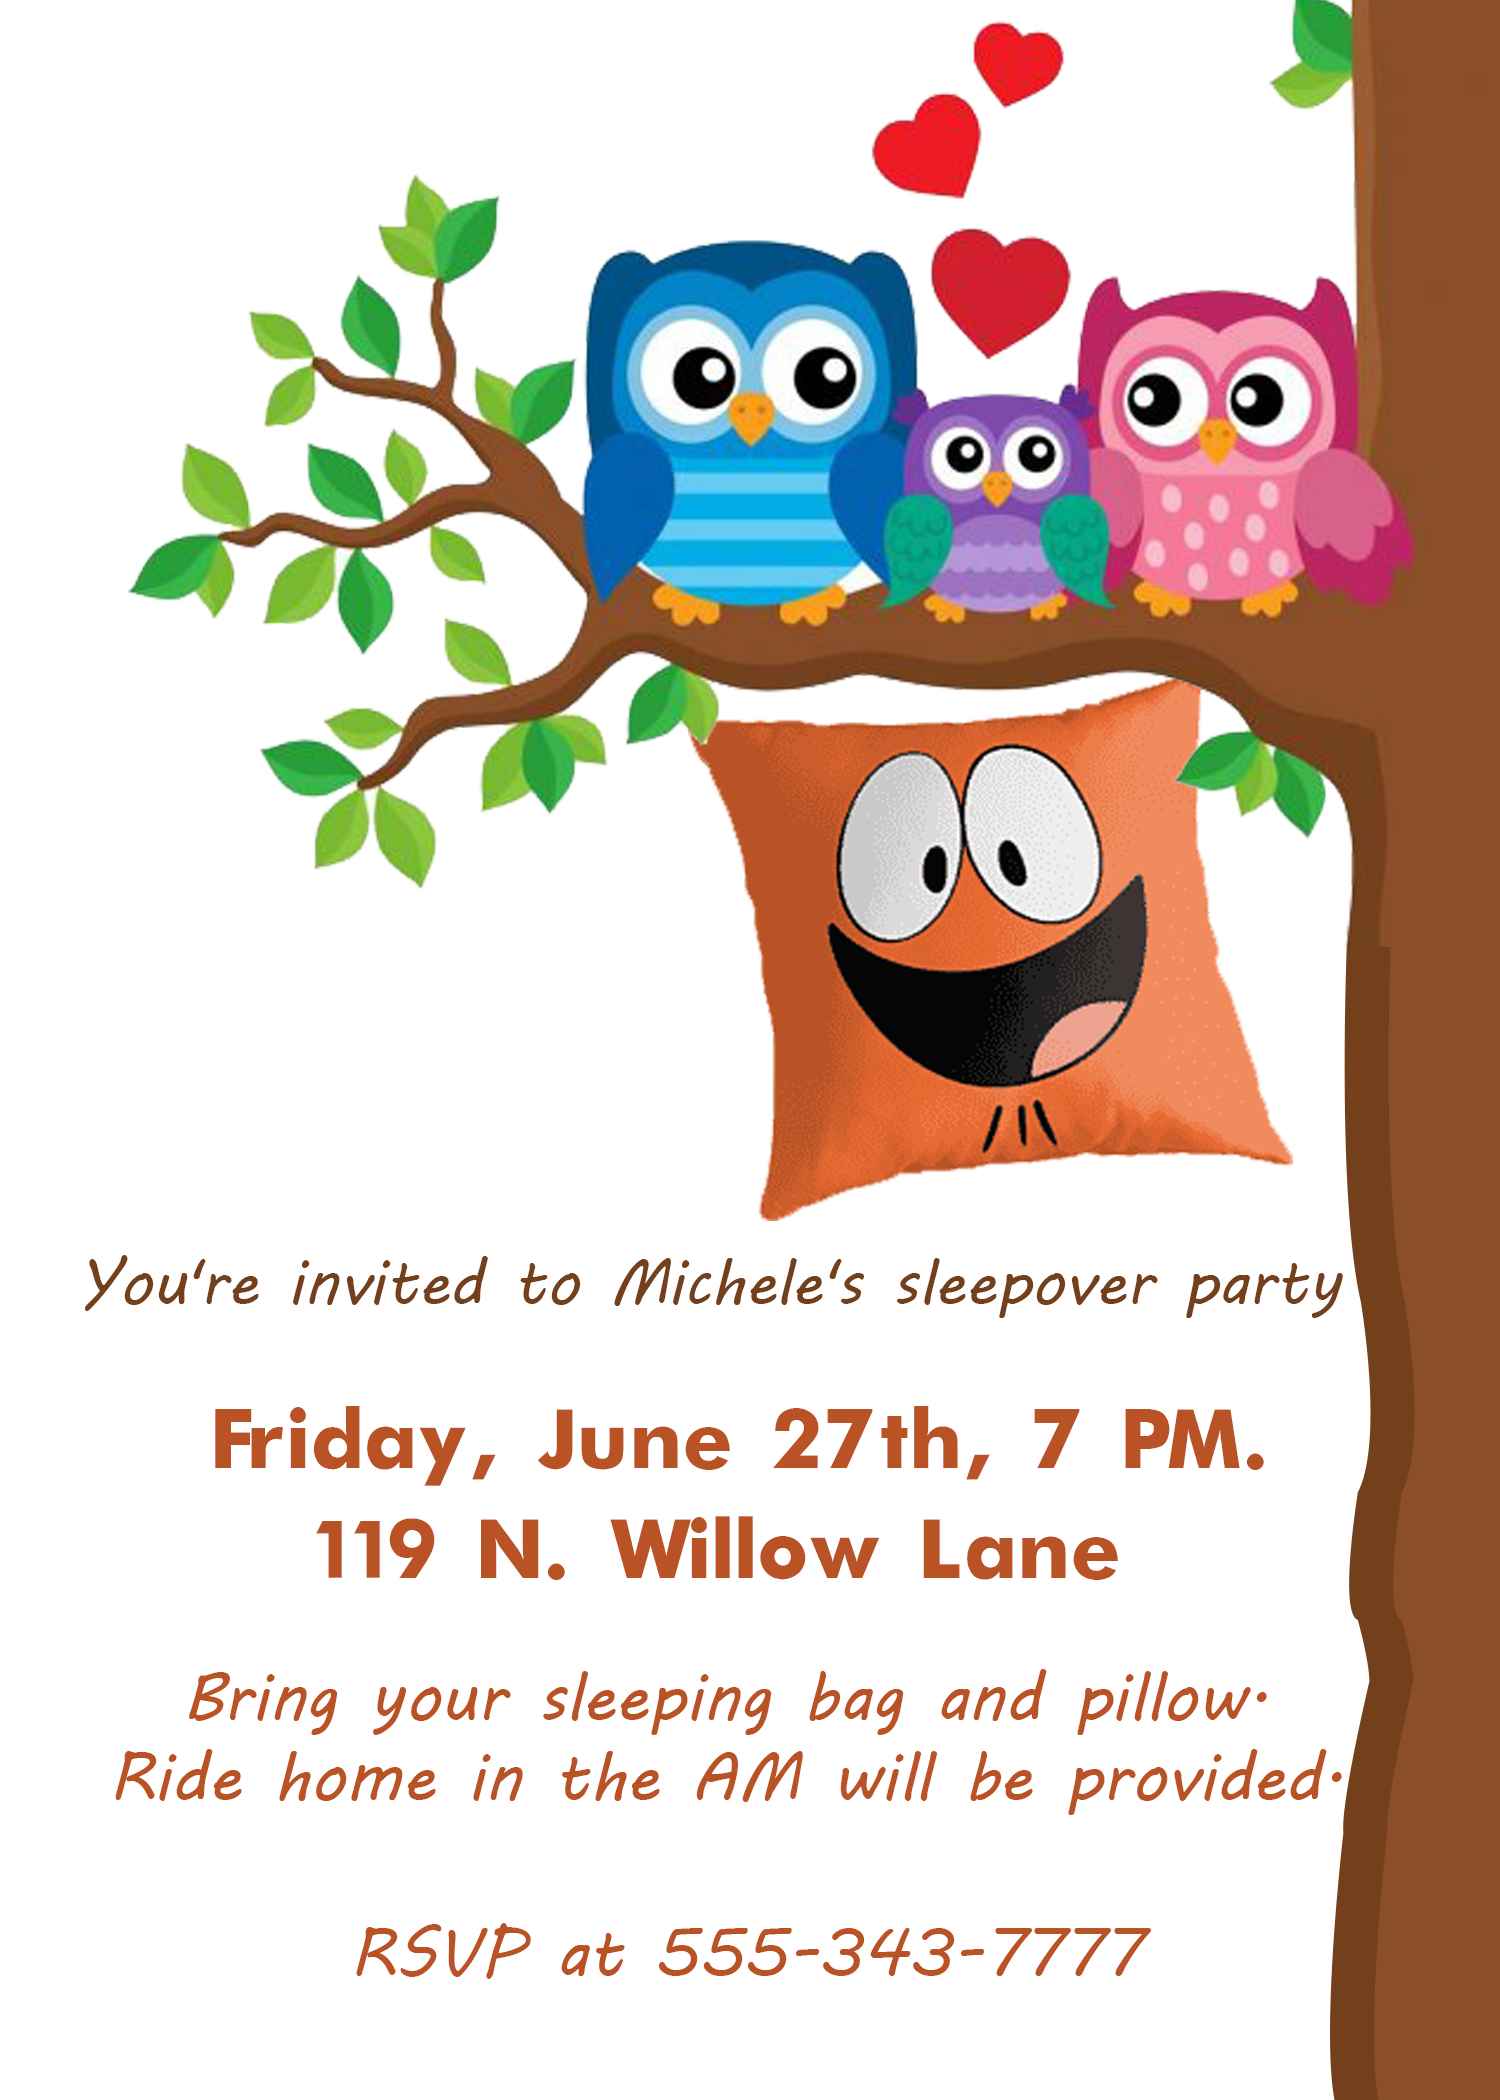 You're invited to Michele's sleepover party
Friday, June 27th, 7 PM.
119 N. Willow Lane
Bring your sleeping bag and pillow.
Ride home in the AM will be provided.
RSVP at 555-343-7777